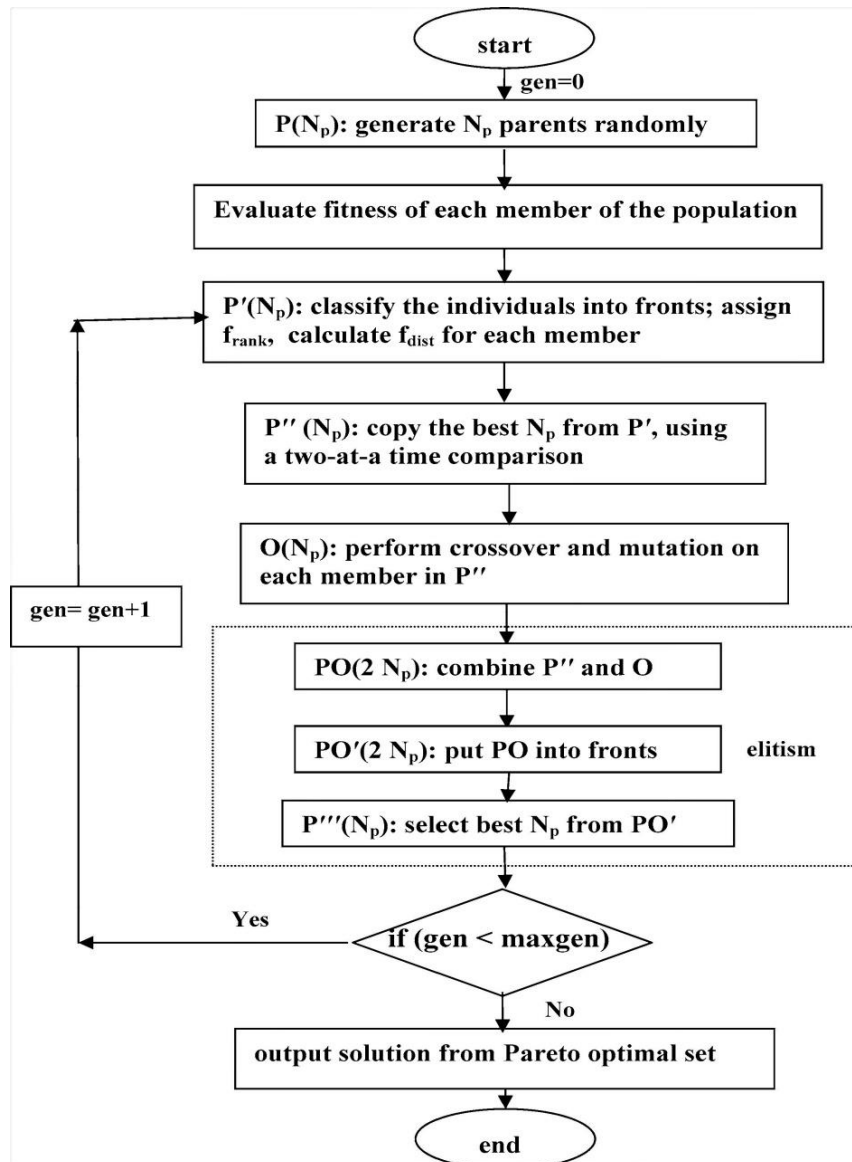 start
gen=0
P(Np): generate Np parents randomly
Evaluate fitness of each member of the population
P′(Np): classify the individuals into fronts; assign
frank, calculate fdist for each member
P′′ (Np): copy the best Np from P′, using
a two-at-a time comparison
O(Np): perform crossover and mutation on
each member in P′′
gen= gen+1
PO(2 Np): combine P′′ and O
PO′(2 Np): put PO into fronts
elitism
P′′′(Np): select best Np from PO′
Yes
if (gen < maxgen)
No
output solution from Pareto optimal set
end